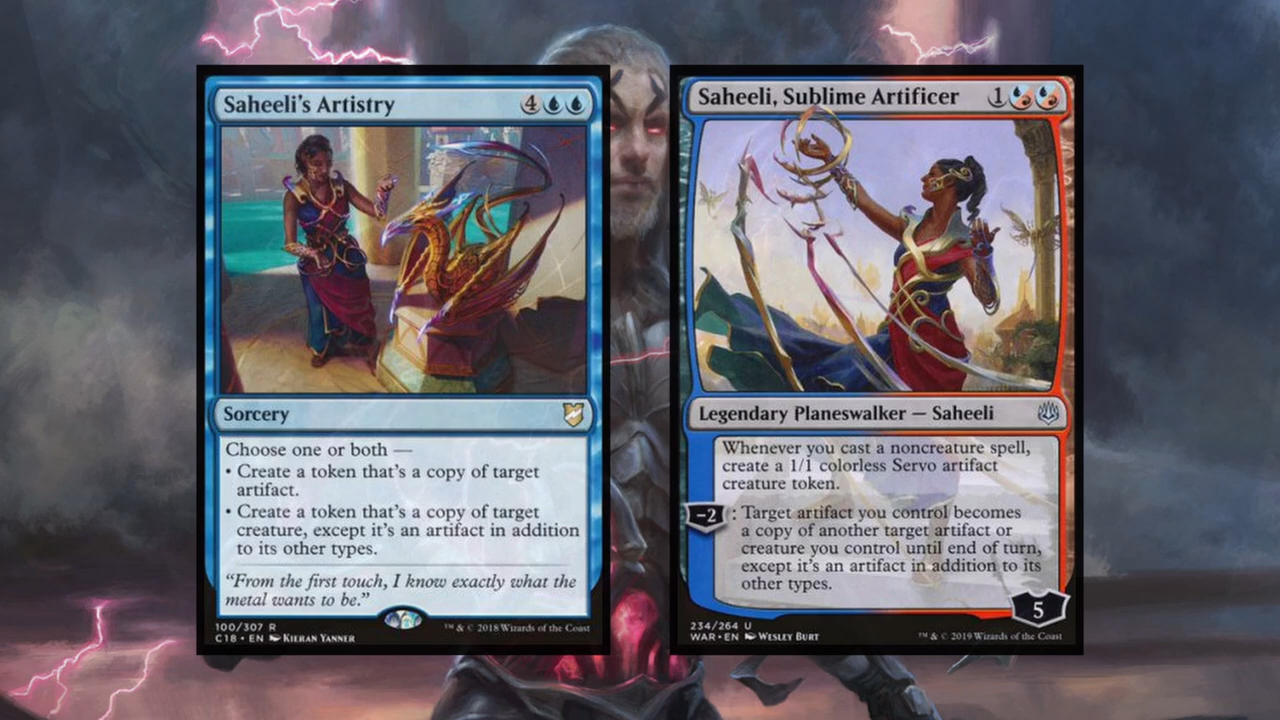 Saheeli's Artistry 4
Sorcery
Choose one or both —
• Create a token that's a copy of target
artifact.
• Create a token that's a copy of target
creature, except it's an artifact in addition
to its other types.
"From the first touch, I know exactly what the
metal wants to be."
100/307 R
C18 • EN Kieran Yanner
™ & © 2018 Wizards of the Coast
Saheeli, Sublime Artificer 1
Legendary Planeswalker — Saheeli
Whenever you cast a noncreature spell,
create a 1/1 colorless Servo artifact
creature token.
-2 : Target artifact you control becomes
a copy of another target artifact or
creature you control until end of turn,
except it's an artifact in addition to its
other types.
5
234/264 U
WAR • EN Wesley Burt
™ & © 2019 Wizards of the Coast